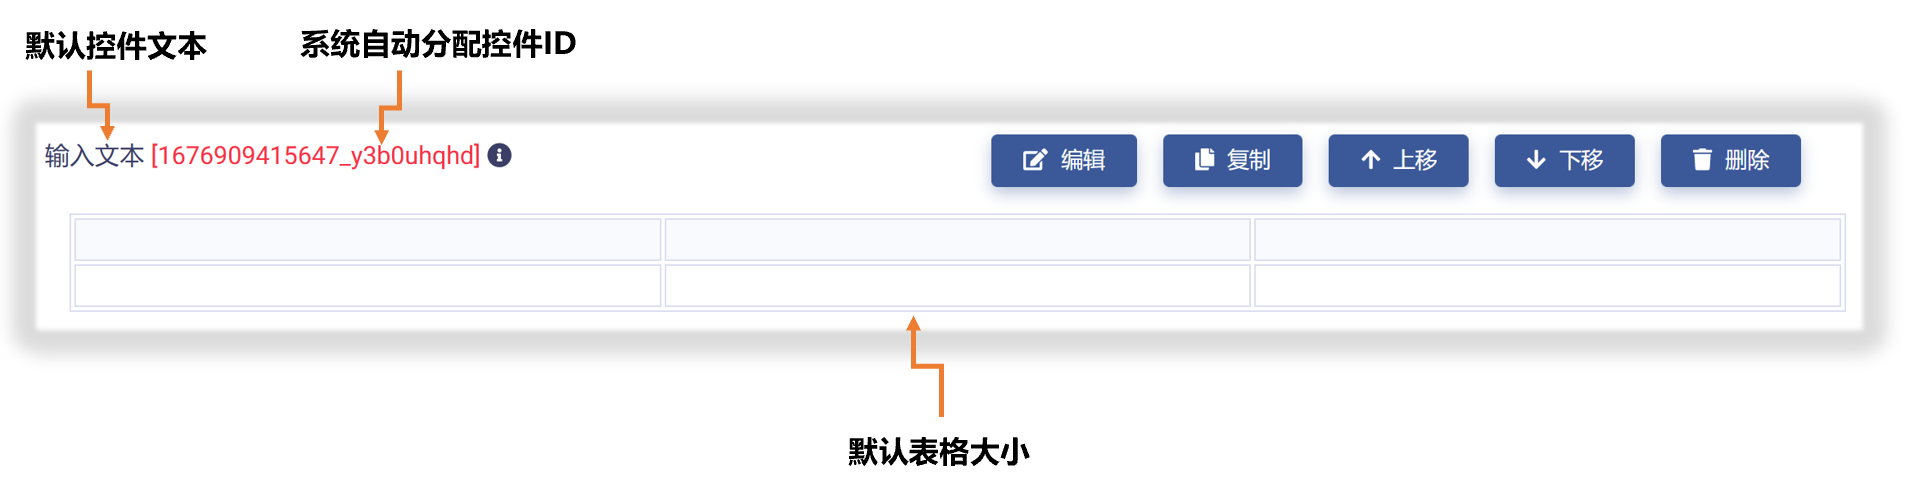 默认控件文本
系统自动分配控件ID
输入文本 [1676909415647_y3b0uhqhd]
编辑
复制
上移
下移
删除
默认表格大小